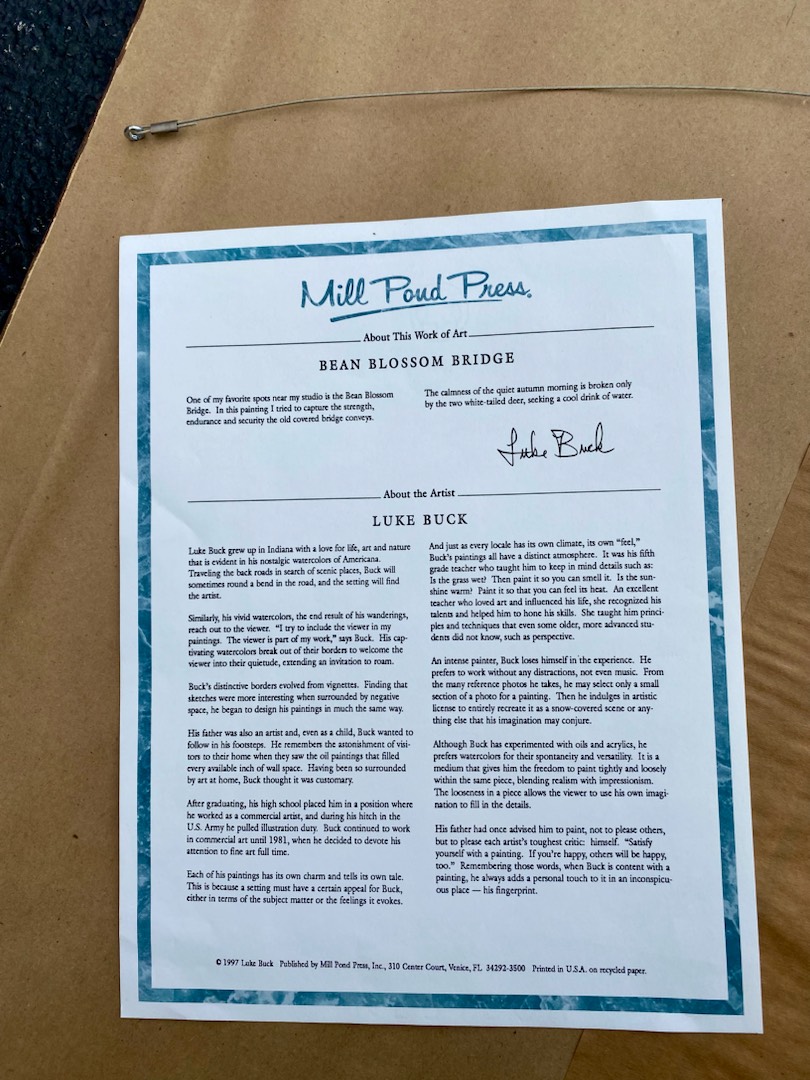 Mill Pond Press.
About This Work of Art
BEAN BLOSSOM BRIDGE
One of my favorite spots near my studio is the Bean Blossom
Bridge. In this painting I tried to capture the strength,
endurance and security the old covered bridge conveys.
The calmness of the quiet autumn morning is broken only
by the two white-tailed deer, seeking a cool drink of water.
Luke Buck
About the Artist
LUKE BUCK
Luke Buck grew up in Indiana with a love for life, art and nature
that is evident in his nostalgic watercolors of Americana.
Traveling the back roads in search of scenic places, Buck will
sometimes round a bend in the road, and the setting will find
the artist.
Similarly, his vivid watercolors, the end result of his wanderings,
reach out to the viewer. "I try to include the viewer in my
paintings. The viewer is part of my work," says Buck. His cap-
tivating watercolors break out of their borders to welcome the
viewer into their quietude, extending an invitation to roam.
Buck's distinctive borders evolved from vignettes. Finding that
sketches were more interesting when surrounded by negative
space, he began to design his paintings in much the same way.
His father was also an artist and, even as a child, Buck wanted to
follow in his footsteps. He remembers the astonishment of visi-
tors to their home when they saw the oil paintings that filled
every available inch of wall space. Having been so surrounded
by art at home, Buck thought it was customary.
After graduating, his high school placed him in a position where
he worked as a commercial artist, and during his hitch in the
U.S. Army he pulled illustration duty. Buck continued to work
in commercial art until 1981, when he decided to devote his
attention to fine art full time.
Each of his paintings has its own charm and tells its own tale.
This is because a setting must have a certain appeal for Buck,
either in terms of the subject matter or the feelings it evokes.
And just as every locale has its own climate, its own "feel,"
Buck's paintings all have a distinct atmosphere. It was his fifth
grade teacher who taught him to keep in mind details such as:
Is the grass wet? Then paint it so you can smell it. Is the sun-
shine warm? Paint it so that you can feel its heat. An excellent
teacher who loved art and influenced his life, she recognized his
talents and helped him to hone his skills. She taught him princi-
ples and techniques that even some older, more advanced stu-
dents did not know, such as perspective.
An intense painter, Buck loses himself in the experience. He
prefers to work without any distractions, not even music. From
the many reference photos he takes, he may select only a small
section of a photo for a painting. Then he indulges in artistic
license to entirely recreate it as a snow-covered scene or any-
thing else that his imagination may conjure.
Although Buck has experimented with oils and acrylics, he
prefers watercolors for their spontaneity and versatility. It is a
medium that gives him the freedom to paint tightly and loosely
within the same piece, blending realism with impressionism.
The looseness in a piece allows the viewer to use his own imagi-
nation to fill in the details.
His father had once advised him to paint, not to please others,
but to please each artist's toughest critic: himself. "Satisfy
yourself with a painting. If you're happy, others will be happy,
too." Remembering those words, when Buck is content with a
painting, he always adds a personal touch to it in an inconspicu-
ous place — his fingerprint.
© 1997 Luke Buck Published by Mill Pond Press, Inc., 310 Center Court, Venice, FL 34292-3500 Printed in U.S.A. on recycled paper.